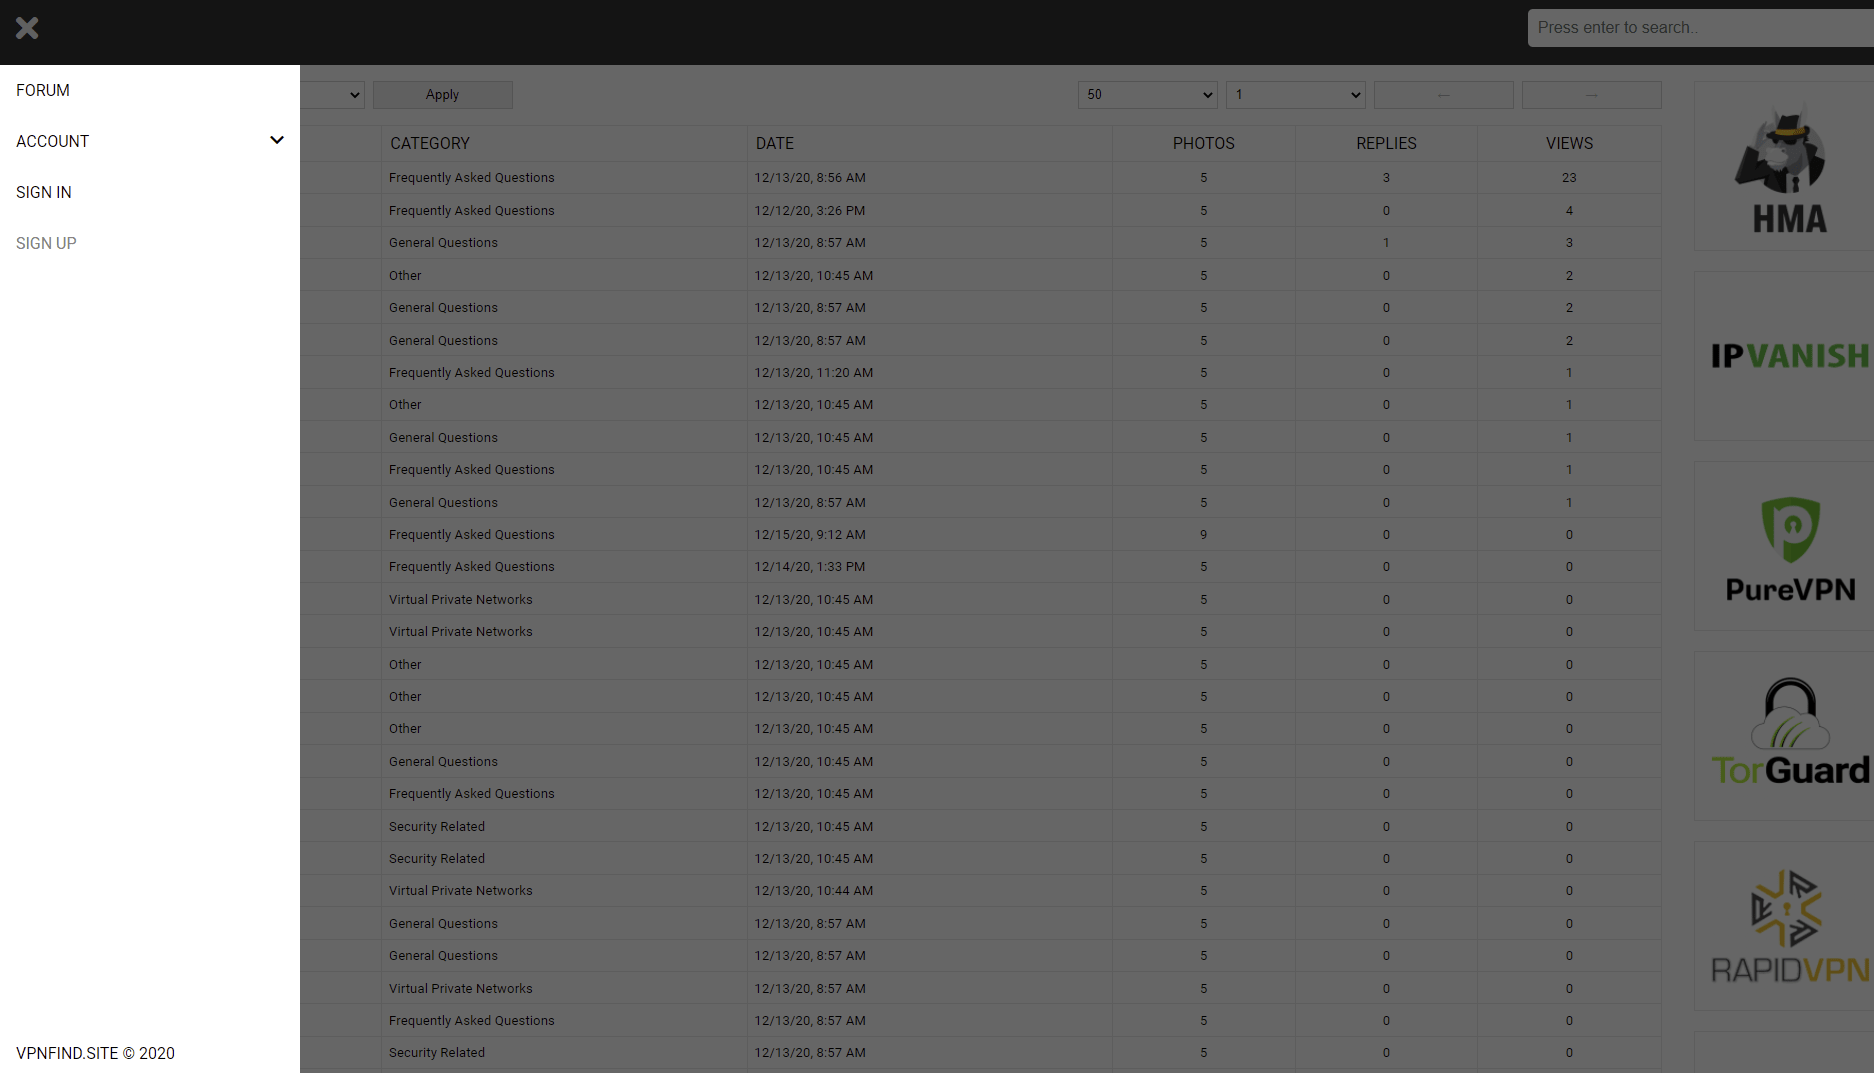 Press enter to search..
FORUM
ACCOUNT
SIGN IN
SIGN UP
VPNFIND.SITE © 2020
Apply 50 1 ← →
CATEGORY DATE PHOTOS REPLIES VIEWS
Frequently Asked Questions 12/13/20, 8:56 AM 5 3 23
Frequently Asked Questions 12/12/20, 3:26 PM 5 0 4
General Questions 12/13/20, 8:57 AM 5 1 3
Other 12/13/20, 10:45 AM 5 0 2
General Questions 12/13/20, 8:57 AM 5 0 2
General Questions 12/13/20, 8:57 AM 5 0 2
Frequently Asked Questions 12/13/20, 11:20 AM 5 0 1
Other 12/13/20, 10:45 AM 5 0 1
General Questions 12/13/20, 10:45 AM 5 0 1
Frequently Asked Questions 12/13/20, 10:45 AM 5 0 1
General Questions 12/13/20, 8:57 AM 5 0 1
Frequently Asked Questions 12/15/20, 9:12 AM 9 0 0
Frequently Asked Questions 12/14/20, 1:33 PM 5 0 0
Virtual Private Networks 12/13/20, 10:45 AM 5 0 0
Virtual Private Networks 12/13/20, 10:45 AM 5 0 0
Other 12/13/20, 10:45 AM 5 0 0
Other 12/13/20, 10:45 AM 5 0 0
Other 12/13/20, 10:45 AM 5 0 0
General Questions 12/13/20, 10:45 AM 5 0 0
Frequently Asked Questions 12/13/20, 10:45 AM 5 0 0
Security Related 12/13/20, 10:45 AM 5 0 0
Security Related 12/13/20, 10:45 AM 5 0 0
Virtual Private Networks 12/13/20, 10:44 AM 5 0 0
General Questions 12/13/20, 8:57 AM 5 0 0
General Questions 12/13/20, 8:57 AM 5 0 0
Virtual Private Networks 12/13/20, 8:57 AM 5 0 0
Frequently Asked Questions 12/13/20, 8:57 AM 5 0 0
Security Related 12/13/20, 8:57 AM 5 0 0
HMA
IPVANISH
PureVPN
TorGuard
RAPIDVPN